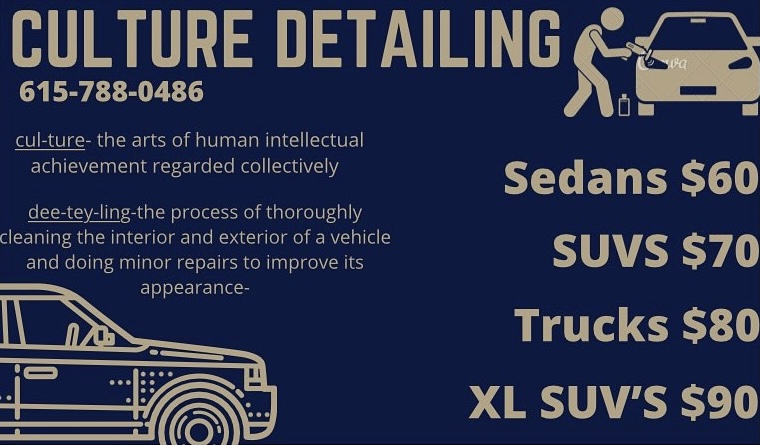 CULTURE DETAILING
615-788-0486
cul-ture- the arts of human intellectual
achievement regarded collectively
dee-tey-ling-the process of thoroughly
cleaning the interior and exterior of a vehicle
and doing minor repairs to improve its
appearance-
Sedans $60
SUVS $70
Trucks $80
XL SUV'S $90